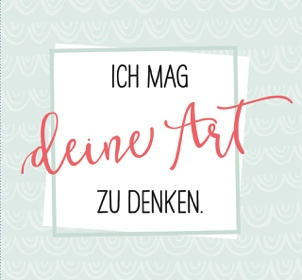 ICH MAG
deine Art
ZU DENKEN.